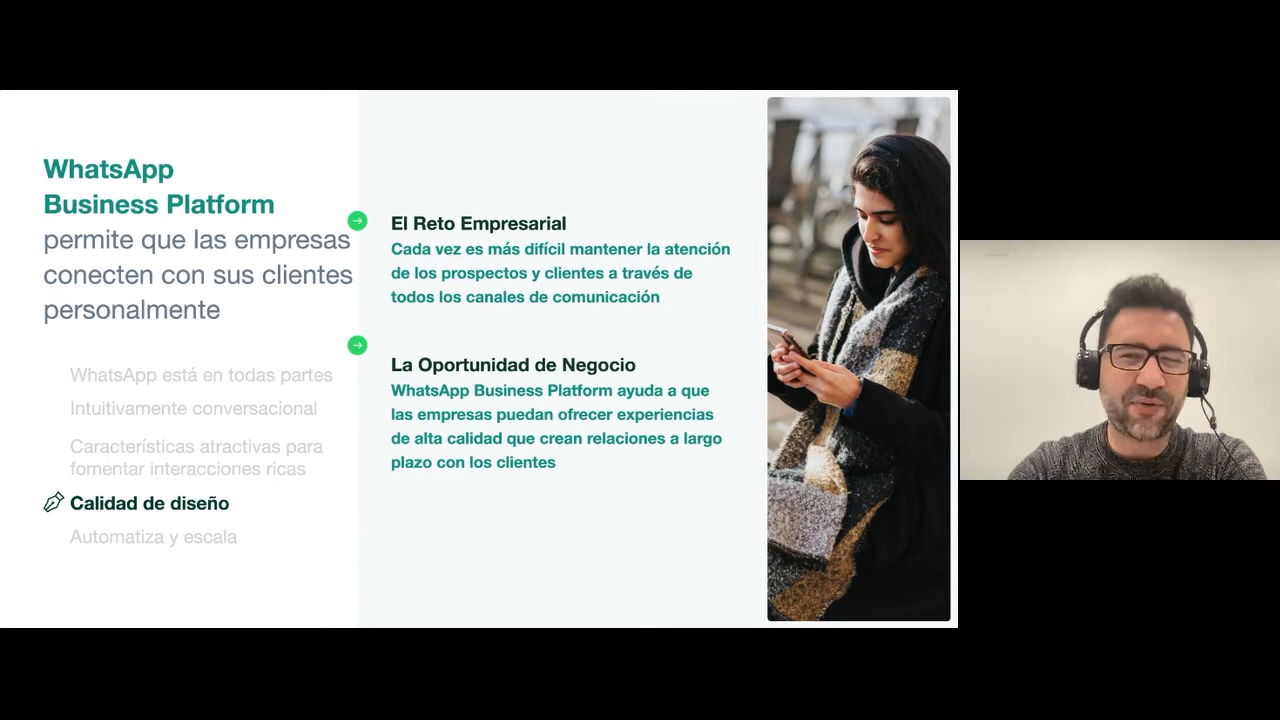 WhatsApp
Business Platform
permite que las empresas
conecten con sus clientes
personalmente
WhatsApp está en todas partes
Intuitivamente conversacional
Características atractivas para
fomentar interacciones ricas
Calidad de diseño
Automatiza y escala
El Reto Empresarial
Cada vez es más difícil mantener la atención
de los prospectos y clientes a través de
todos los canales de comunicación
La Oportunidad de Negocio
WhatsApp Business Platform ayuda a que
las empresas puedan ofrecer experiencias
de alta calidad que crean relaciones a largo
plazo con los clientes